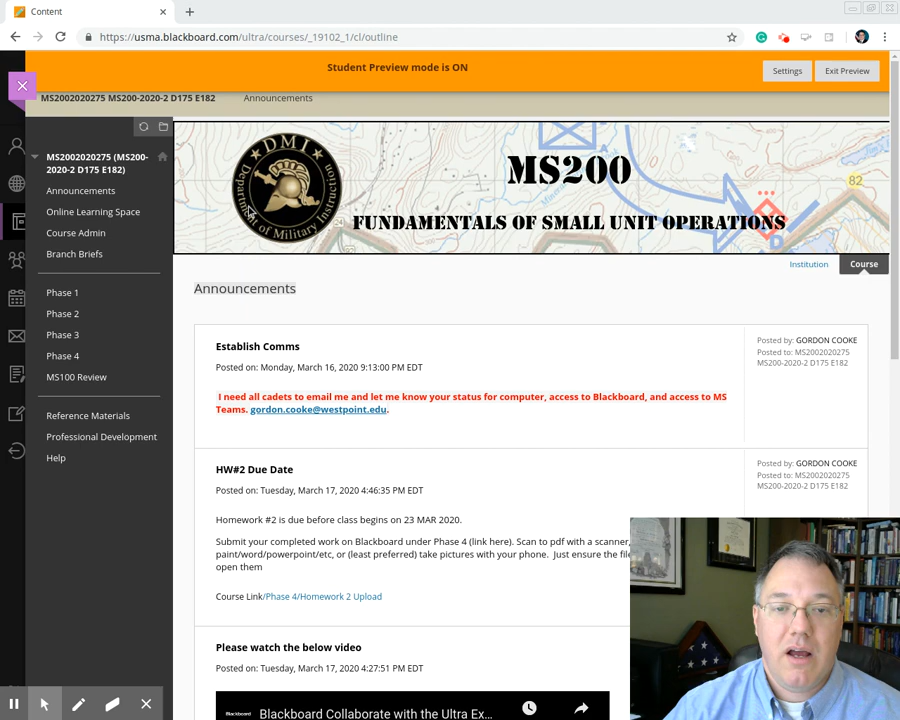 Content
https://usma.blackboard.com/ultra/courses/_19102_1/cl/outline
Student Preview mode is ON
Settings
Exit Preview
MS2002020275 MS200-2020-2 D175 E182
Announcements
MS2002020275 (MS200-
2020-2 D175 E182)
Announcements
Online Learning Space
Course Admin
Branch Briefs
Phase 1
Phase 2
Phase 3
Phase 4
MS100 Review
Reference Materials
Professional Development
Help
DMI
Department of Military Instruction
MS200
FUNDAMENTALS OF SMALL UNIT OPERATIONS
A
82
24
D
Institution
Course
Announcements
Establish Comms
Posted on: Monday, March 16, 2020 9:13:00 PM EDT
I need all cadets to email me and let me know your status for computer, access to Blackboard, and access to MS
Teams. gordon.cooke@westpoint.edu.
Posted by: GORDON COOKE
Posted to: MS2002020275
MS200-2020-2 D175 E182
HW#2 Due Date
Posted on: Tuesday, March 17, 2020 4:46:35 PM EDT
Homework #2 is due before class begins on 23 MAR 2020.
Submit your completed work on Blackboard under Phase 4 (link here). Scan to pdf with a scanner,
paint/word/powerpoint/etc, or (least preferred) take pictures with your phone. Just ensure the file
open them
Course Link/Phase 4/Homework 2 Upload
Posted by: GORDON COOKE
Posted to: MS2002020275
MS200-2020-2 D175 E182
Please watch the below video
Posted on: Tuesday, March 17, 2020 4:27:51 PM EDT
Blackboard
Blackboard Collaborate with the Ultra Ex...